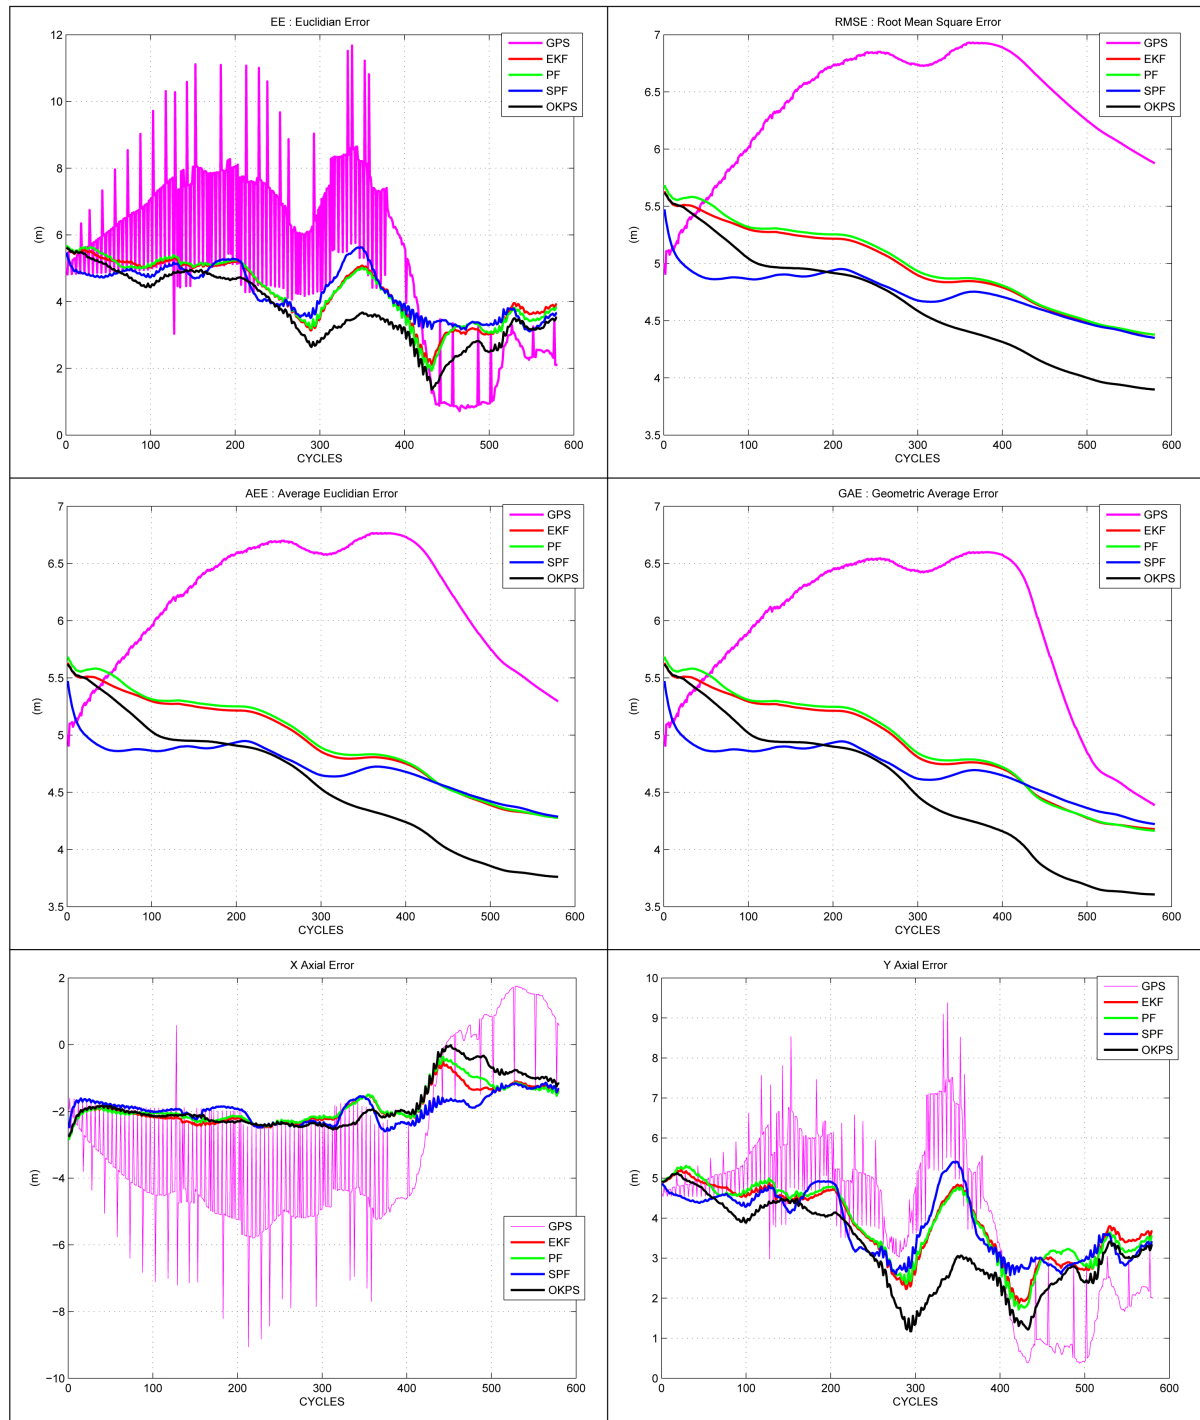 EE : Euclidian Error
12
10
8
6
4
2
0
(m)
0 100 200 300 400 500 600
CYCLES
GPS
EKF
PF
SPF
OKPS
RMSE : Root Mean Square Error
7
6.5
6
5.5
5
4.5
4
3.5
(m)
0 100 200 300 400 500 600
CYCLES
GPS
EKF
PF
SPF
OKPS
AEE : Average Euclidian Error
7
6.5
6
5.5
5
4.5
4
3.5
(m)
0 100 200 300 400 500 600
CYCLES
GPS
EKF
PF
SPF
OKPS
GAE : Geometric Average Error
7
6.5
6
5.5
5
4.5
4
3.5
(m)
0 100 200 300 400 500 600
CYCLES
GPS
EKF
PF
SPF
OKPS
X Axial Error
2
0
−2
−4
−6
−8
−10
(m)
0 100 200 300 400 500 600
CYCLES
GPS
EKF
PF
SPF
OKPS
Y Axial Error
10
9
8
7
6
5
4
3
2
1
0
(m)
0 100 200 300 400 500 600
CYCLES
GPS
EKF
PF
SPF
OKPS